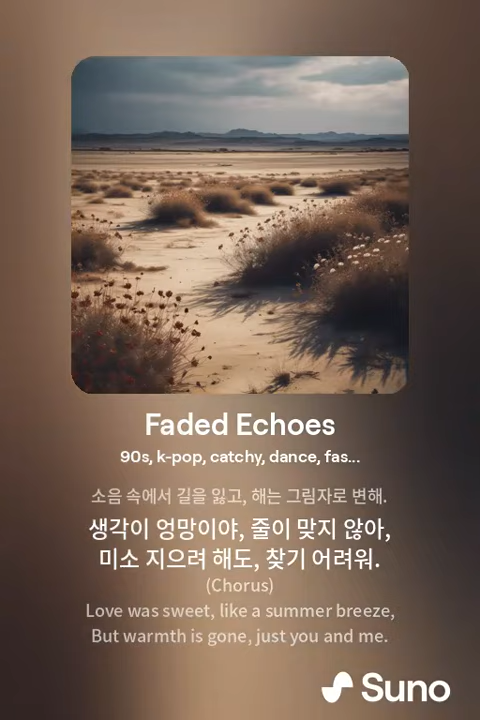 Faded Echoes
90s, k-pop, catchy, dance, fas...
소음 속에서 길을 잃고, 해는 그림자로 변해.
생각이 엉망이야, 줄이 맞지 않아,
미소 지으려 해도, 찾기 어려워.
(Chorus)
Love was sweet, like a summer breeze,
But warmth is gone, just you and me.
Suno